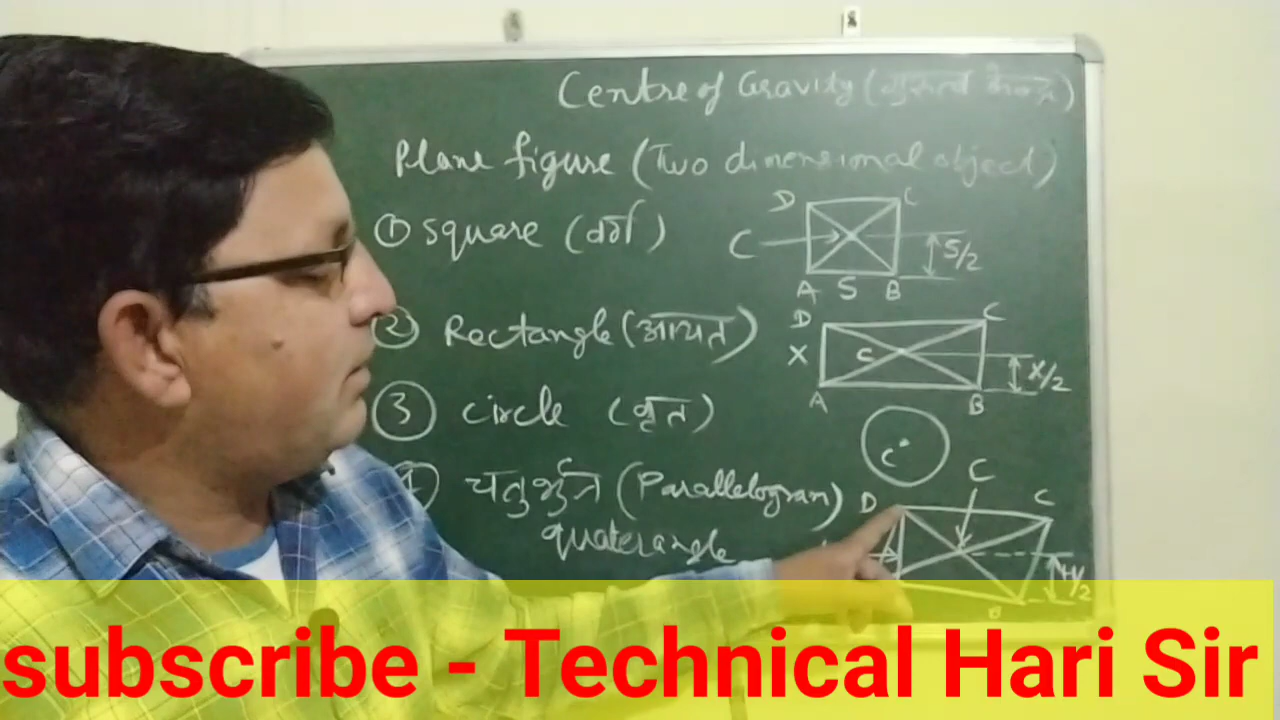 Centre of Gravity (गुरुत्व केन्द्र)
Plane figure (Two dimensional object)
① square (वर्ग)
D C
C
S/2
A S B
② Rectangle (आयत)
D C
X C X/2
A B
③ circle (वृत)
C
④ चतुर्भुज (Parallelogram)
quaterangle
C
D C
H/2
B
subscribe - Technical Hari Sir